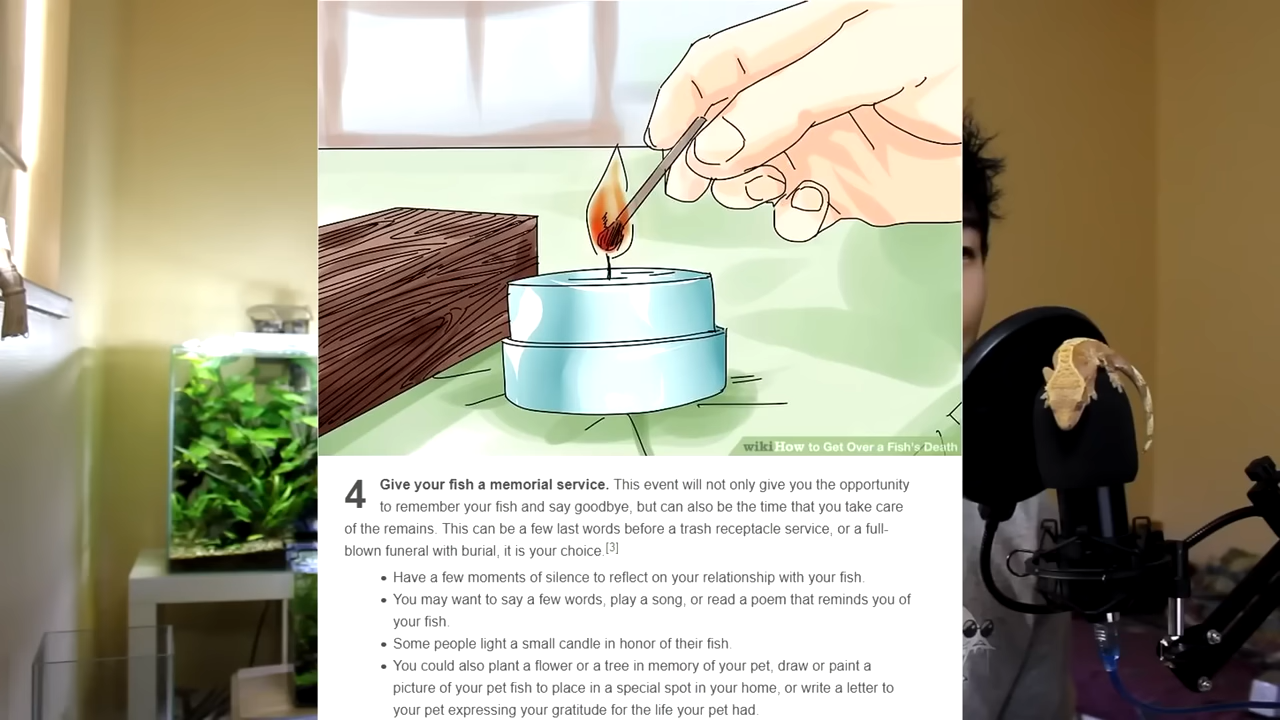 wikiHow to Get Over a Fish's Death
4 Give your fish a memorial service. This event will not only give you the opportunity
to remember your fish and say goodbye, but can also be the time that you take care
of the remains. This can be a few last words before a trash receptacle service, or a full-
blown funeral with burial, it is your choice.[3]
• Have a few moments of silence to reflect on your relationship with your fish.
• You may want to say a few words, play a song, or read a poem that reminds you of
your fish.
• Some people light a small candle in honor of their fish.
• You could also plant a flower or a tree in memory of your pet, draw or paint a
picture of your pet fish to place in a special spot in your home, or write a letter to
your pet expressing your gratitude for the life your pet had.